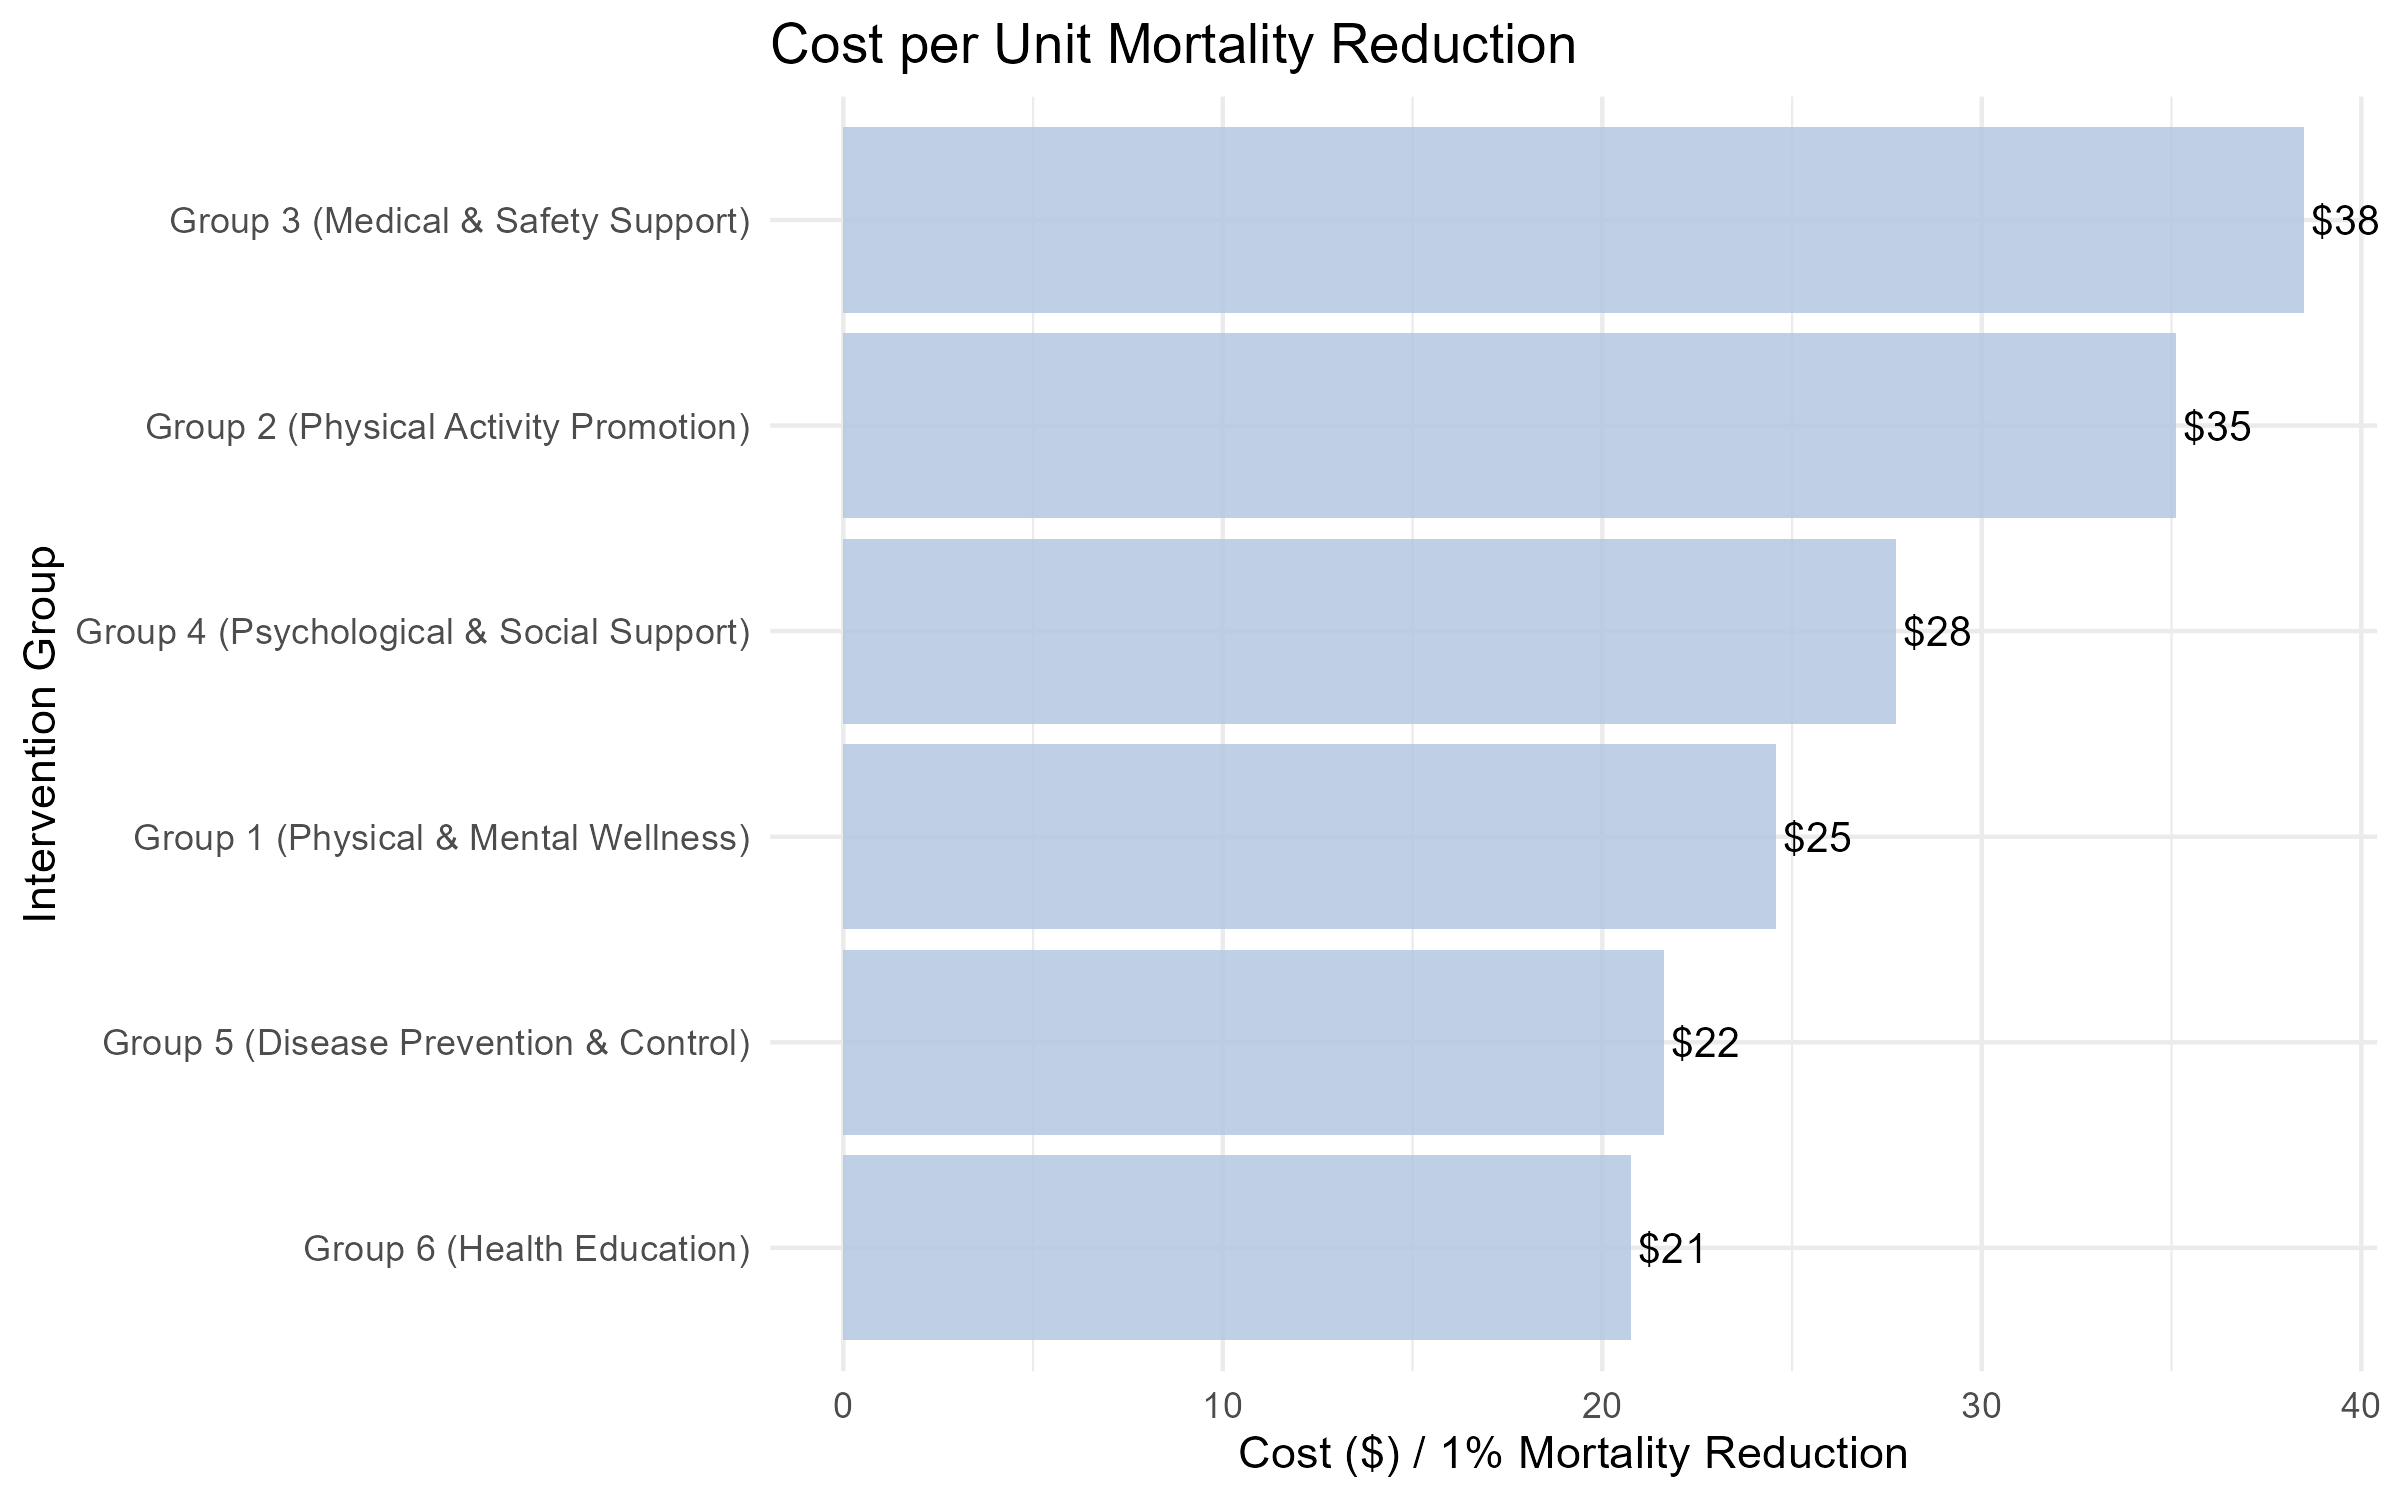 Cost per Unit Mortality Reduction
Intervention Group
Group 3 (Medical & Safety Support)
$38
Group 2 (Physical Activity Promotion)
$35
Group 4 (Psychological & Social Support)
$28
Group 1 (Physical & Mental Wellness)
$25
Group 5 (Disease Prevention & Control)
$22
Group 6 (Health Education)
$21
0 10 20 30 40
Cost ($) / 1% Mortality Reduction